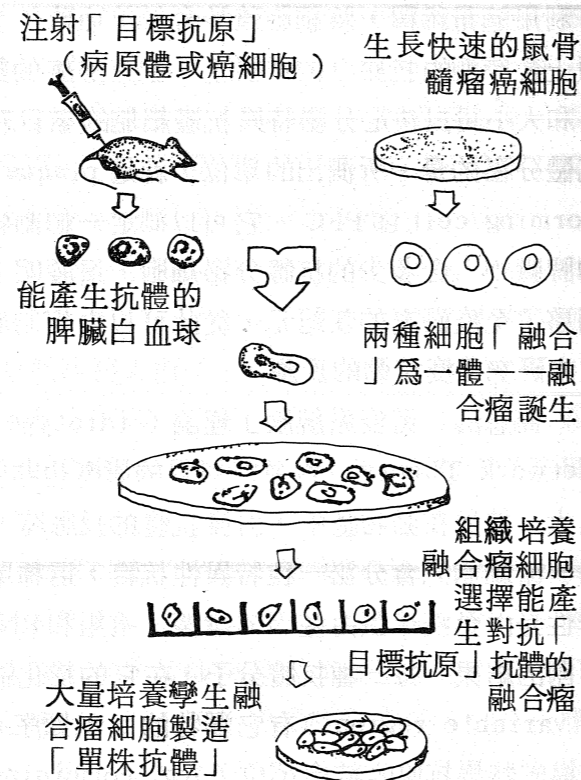 注射「目標抗原」
（病原體或癌細胞）
生長快速的鼠骨
髓瘤癌細胞
能產生抗體的
脾臟白血球
兩種細胞「融合
」爲一體——融
合瘤誕生
組織培養
融合瘤細胞
選擇能產
生對抗「
目標抗原」抗體的
融合瘤
大量培養孿生融
合瘤細胞製造
「單株抗體」